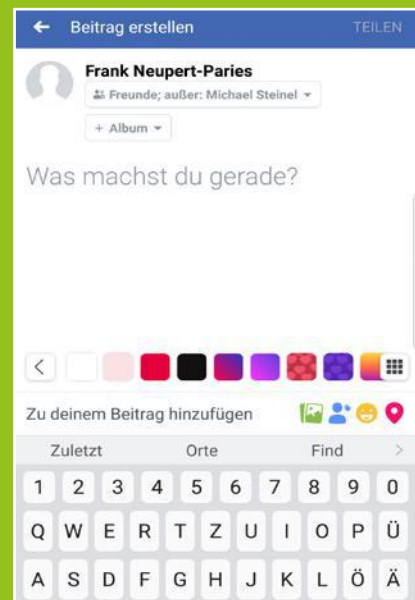 Beitrag erstellen TEILEN
Frank Neupert-Paries
Freunde; außer: Michael Steinel
+ Album
Was machst du gerade?
Zu deinem Beitrag hinzufügen
Zuletzt Orte Find
1 2 3 4 5 6 7 8 9 0
Q W E R T Z U I O P Ü
A S D F G H J K L Ö Ä